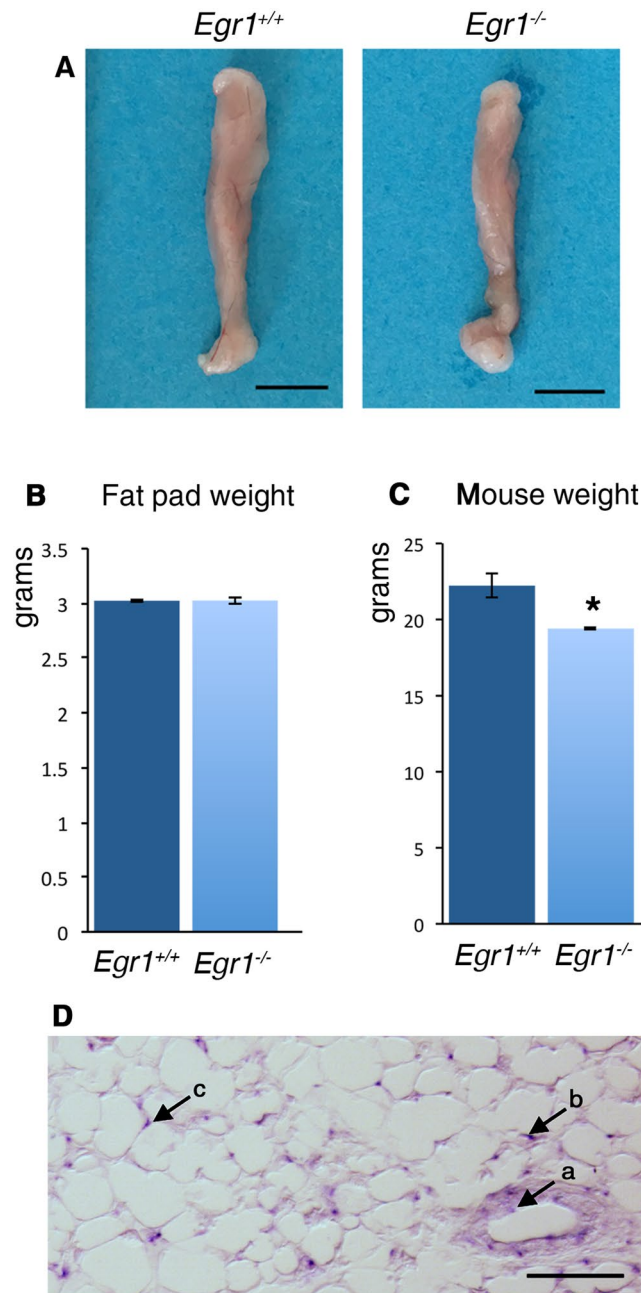 Egr1+/+ Egr1-/-
A
B Fat pad weight
grams
3.5
3
2.5
2
1.5
1
0.5
0
Egr1+/+ Egr1-/-
C Mouse weight
grams
25
20
15
10
5
0
*
Egr1+/+ Egr1-/-
D
c
b
a